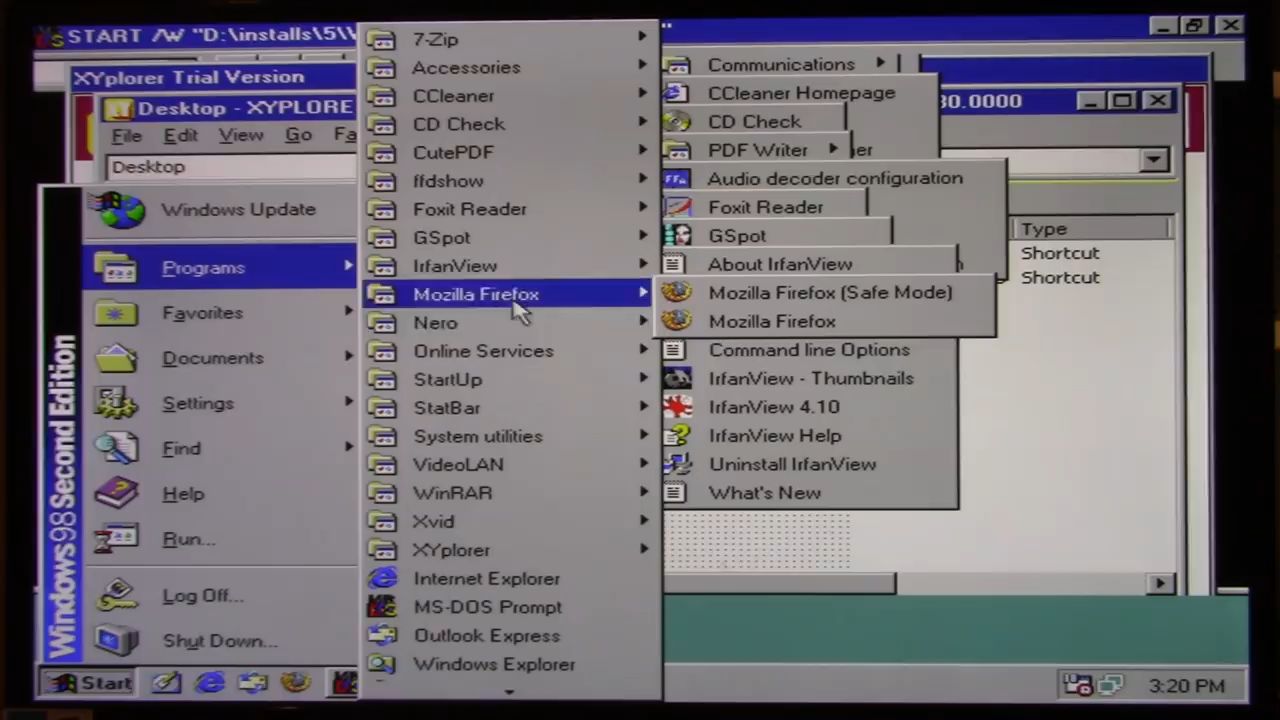 START /W "D:\installs\5\
XYplorer Trial Version
Desktop - XYPLORE
30.0000
File Edit View Go Fa
Desktop
Type
Shortcut
Shortcut
Windows98 Second Edition
Windows Update
Programs
Favorites
Documents
Settings
Find
Help
Run...
Log Off...
Shut Down...
7-Zip
Accessories
CCleaner
CD Check
CutePDF
ffdshow
Foxit Reader
GSpot
IrfanView
Mozilla Firefox
Nero
Online Services
StartUp
StatBar
System utilities
VideoLAN
WinRAR
Xvid
XYplorer
Internet Explorer
MS-DOS Prompt
Outlook Express
Windows Explorer
Communications
CCleaner Homepage
CD Check
PDF Writer
er
Audio decoder configuration
Foxit Reader
GSpot
About IrfanView
Mozilla Firefox (Safe Mode)
Mozilla Firefox
Command line Options
IrfanView - Thumbnails
IrfanView 4.10
IrfanView Help
Uninstall IrfanView
What's New
Start
3:20 PM